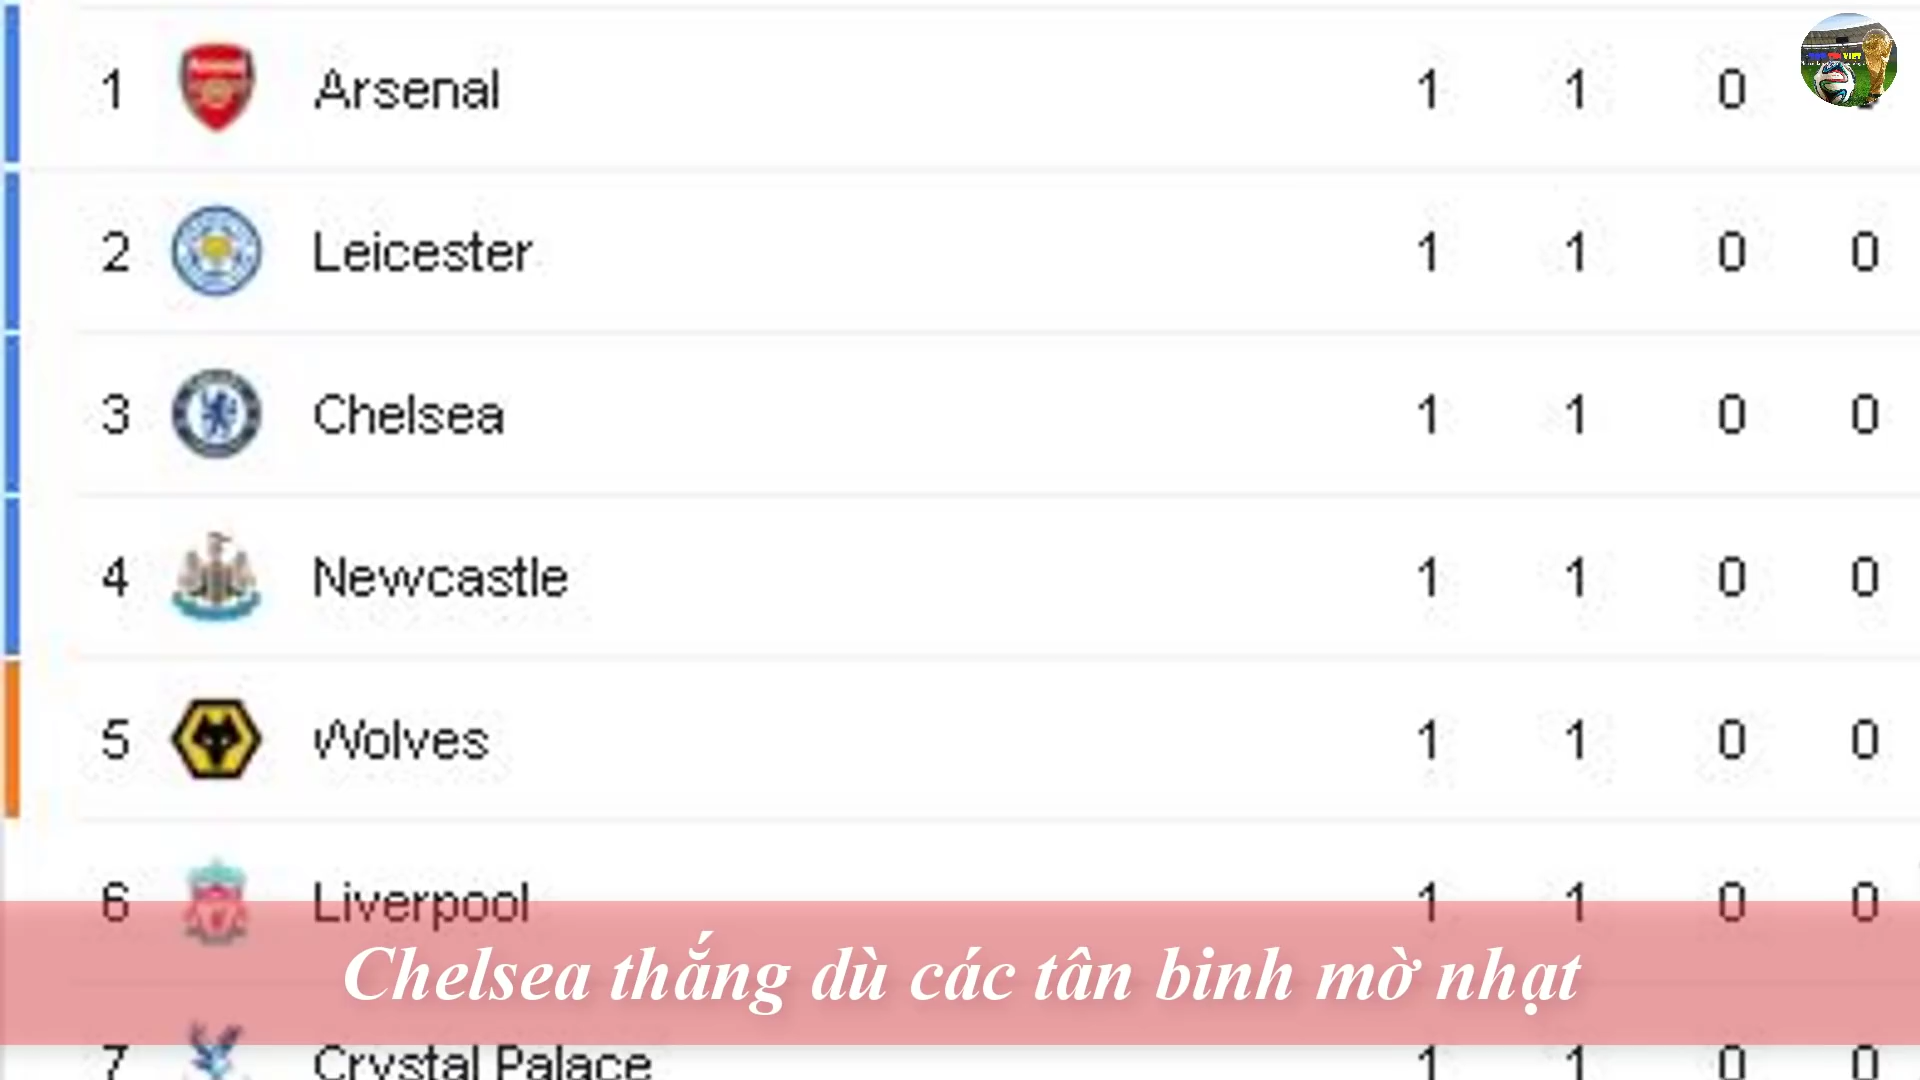 1 Arsenal 1 1 0
2 Leicester 1 1 0 0
3 Chelsea 1 1 0 0
4 Newcastle 1 1 0 0
5 Wolves 1 1 0 0
6 Liverpool 1 1 0 0
Chelsea thắng dù các tân binh mờ nhạt
7 Crystal Palace 1 1 0 0